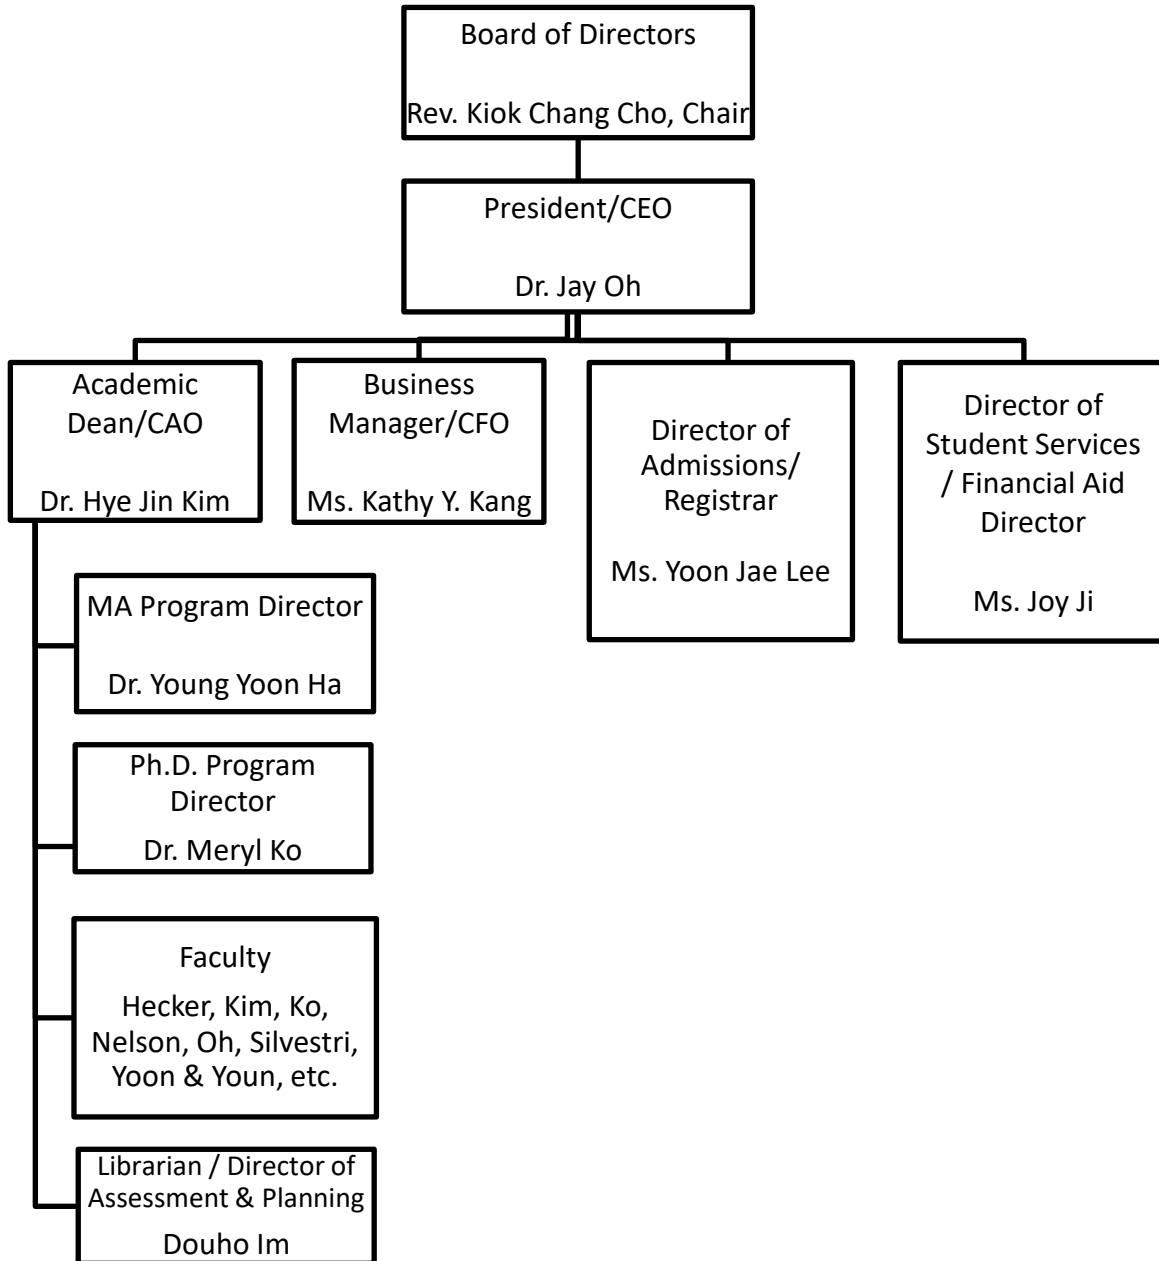 Board of Directors
Rev. Kiok Chang Cho, Chair
President/CEO
Dr. Jay Oh
Academic
Dean/CAO
Dr. Hye Jin Kim
Business
Manager/CFO
Ms. Kathy Y. Kang
Director of
Admissions/
Registrar
Ms. Yoon Jae Lee
Director of
Student Services
/ Financial Aid
Director
Ms. Joy Ji
MA Program Director
Dr. Young Yoon Ha
Ph.D. Program
Director
Dr. Meryl Ko
Faculty
Hecker, Kim, Ko,
Nelson, Oh, Silvestri,
Yoon & Youn, etc.
Librarian / Director of
Assessment & Planning
Douho Im